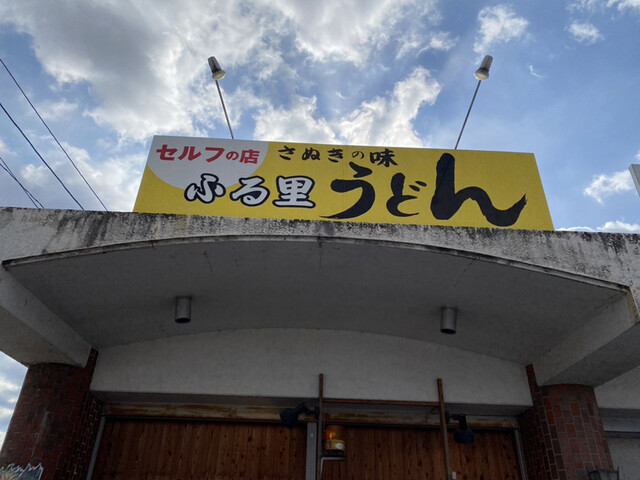 セルフの店
さぬきの味
ふる里
うどん